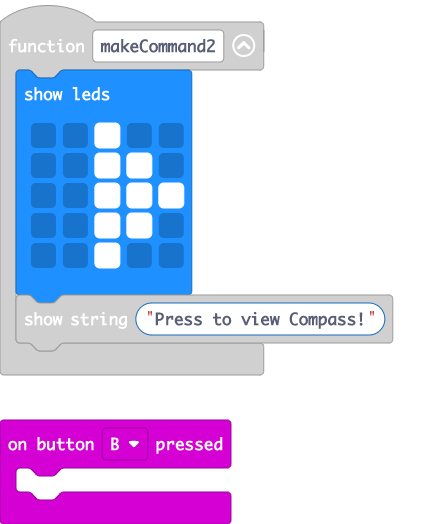 function makeCommand2
show leds
show string "Press to view Compass!"
on button B pressed